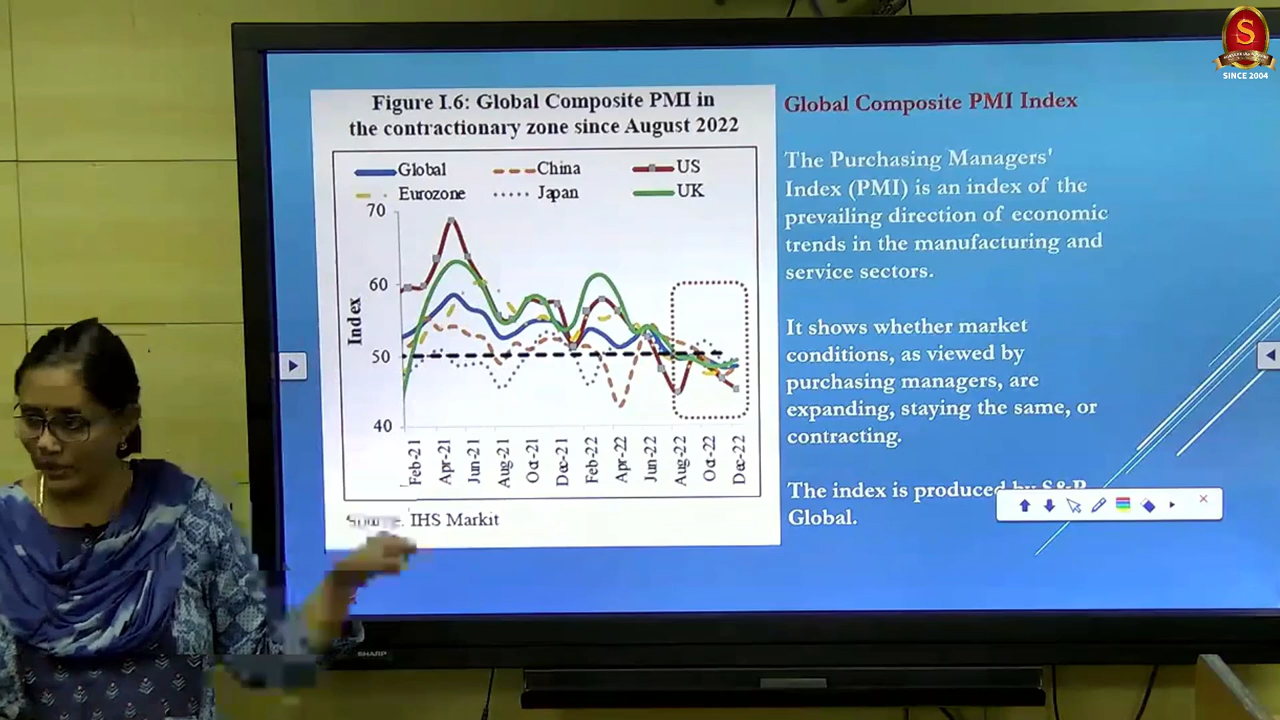 S
SINCE 2004
Figure I.6: Global Composite PMI in
the contractionary zone since August 2022
Global China US
Eurozone Japan UK
70
60
50
40
Index
Feb-21
Apr-21
Jun-21
Aug-21
Oct-21
Dec-21
Feb-22
Apr-22
Jun-22
Aug-22
Oct-22
Dec-22
IHS Markit
Global Composite PMI Index
The Purchasing Managers'
Index (PMI) is an index of the
prevailing direction of economic
trends in the manufacturing and
service sectors.
It shows whether market
conditions, as viewed by
purchasing managers, are
expanding, staying the same, or
contracting.
The index is produced by S&P
Global.
SHARP